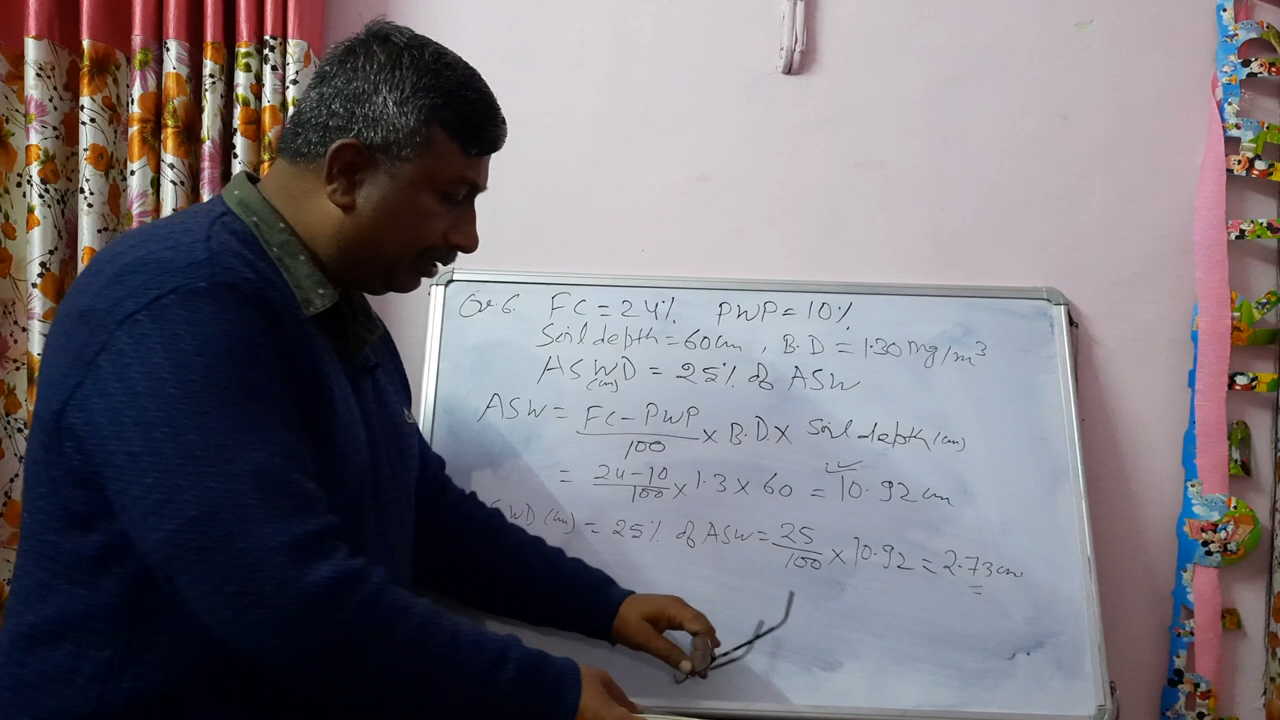 Qr.6. FC = 24% PWP = 10%
Soil depth = 60cm, B.D = 1.30 Mg/m³
ASWD (cm) = 25% of ASW
ASW = FC-PWP/100 × B.D. × Soil depth (cm)
= 24-10/100 × 1.3 × 60 = 10.92 cm
WD (cm) = 25% of ASW = 25/100 × 10.92 = 2.73 cm